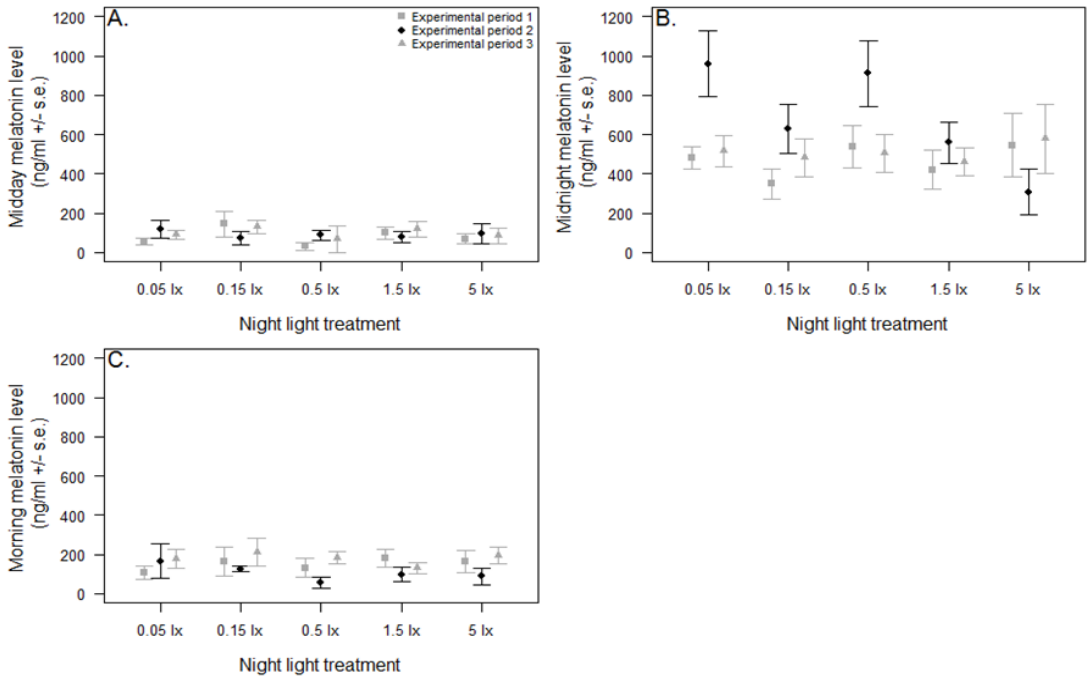 A.
Experimental period 1
Experimental period 2
Experimental period 3
Midday melatonin level
(ng/ml +/- s.e.)
1200
1000
800
600
400
200
0
0.05 lx 0.15 lx 0.5 lx 1.5 lx 5 lx
Night light treatment
B.
Midnight melatonin level
(ng/ml +/- s.e.)
1200
1000
800
600
400
200
0
0.05 lx 0.15 lx 0.5 lx 1.5 lx 5 lx
Night light treatment
C.
Morning melatonin level
(ng/ml +/- s.e.)
1200
1000
800
600
400
200
0
0.05 lx 0.15 lx 0.5 lx 1.5 lx 5 lx
Night light treatment